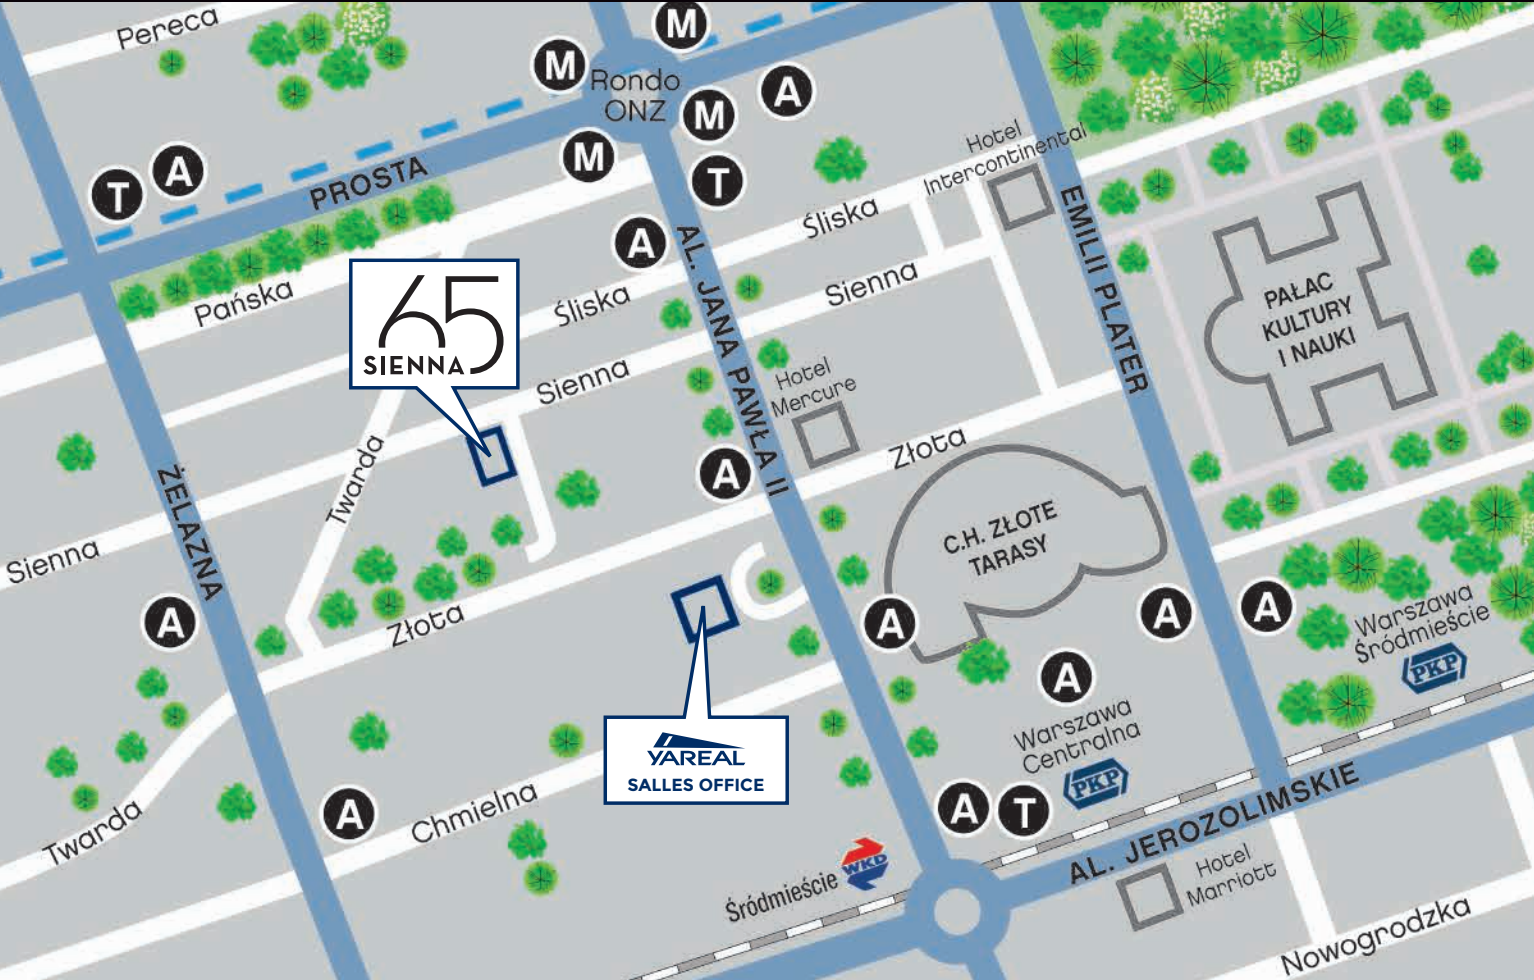 Pereca
M
M
Rondo
ONZ
A
M
M
T
A
T
PROSTA
Hotel
Intercontinental
Śliska
A
AL. JANA PAWŁA II
EMILII PLATER
Pańska
65
SIENNA
Śliska
Sienna
PAŁAC
KULTURY
I NAUKI
Sienna
Hotel
Mercure
Twarda
Złota
A
ŻELAZNA
C.H. ZŁOTE
TARASY
Sienna
A
Złota
A
A
A
Warszawa
Śródmieście
PKP
A
YAREAL
SALLES OFFICE
Warszawa
Centralna
PKP
Twarda
A
Chmielna
A
T
AL. JEROZOLIMSKIE
Śródmieście
WKD
Hotel
Marriott
Nowogrodzka